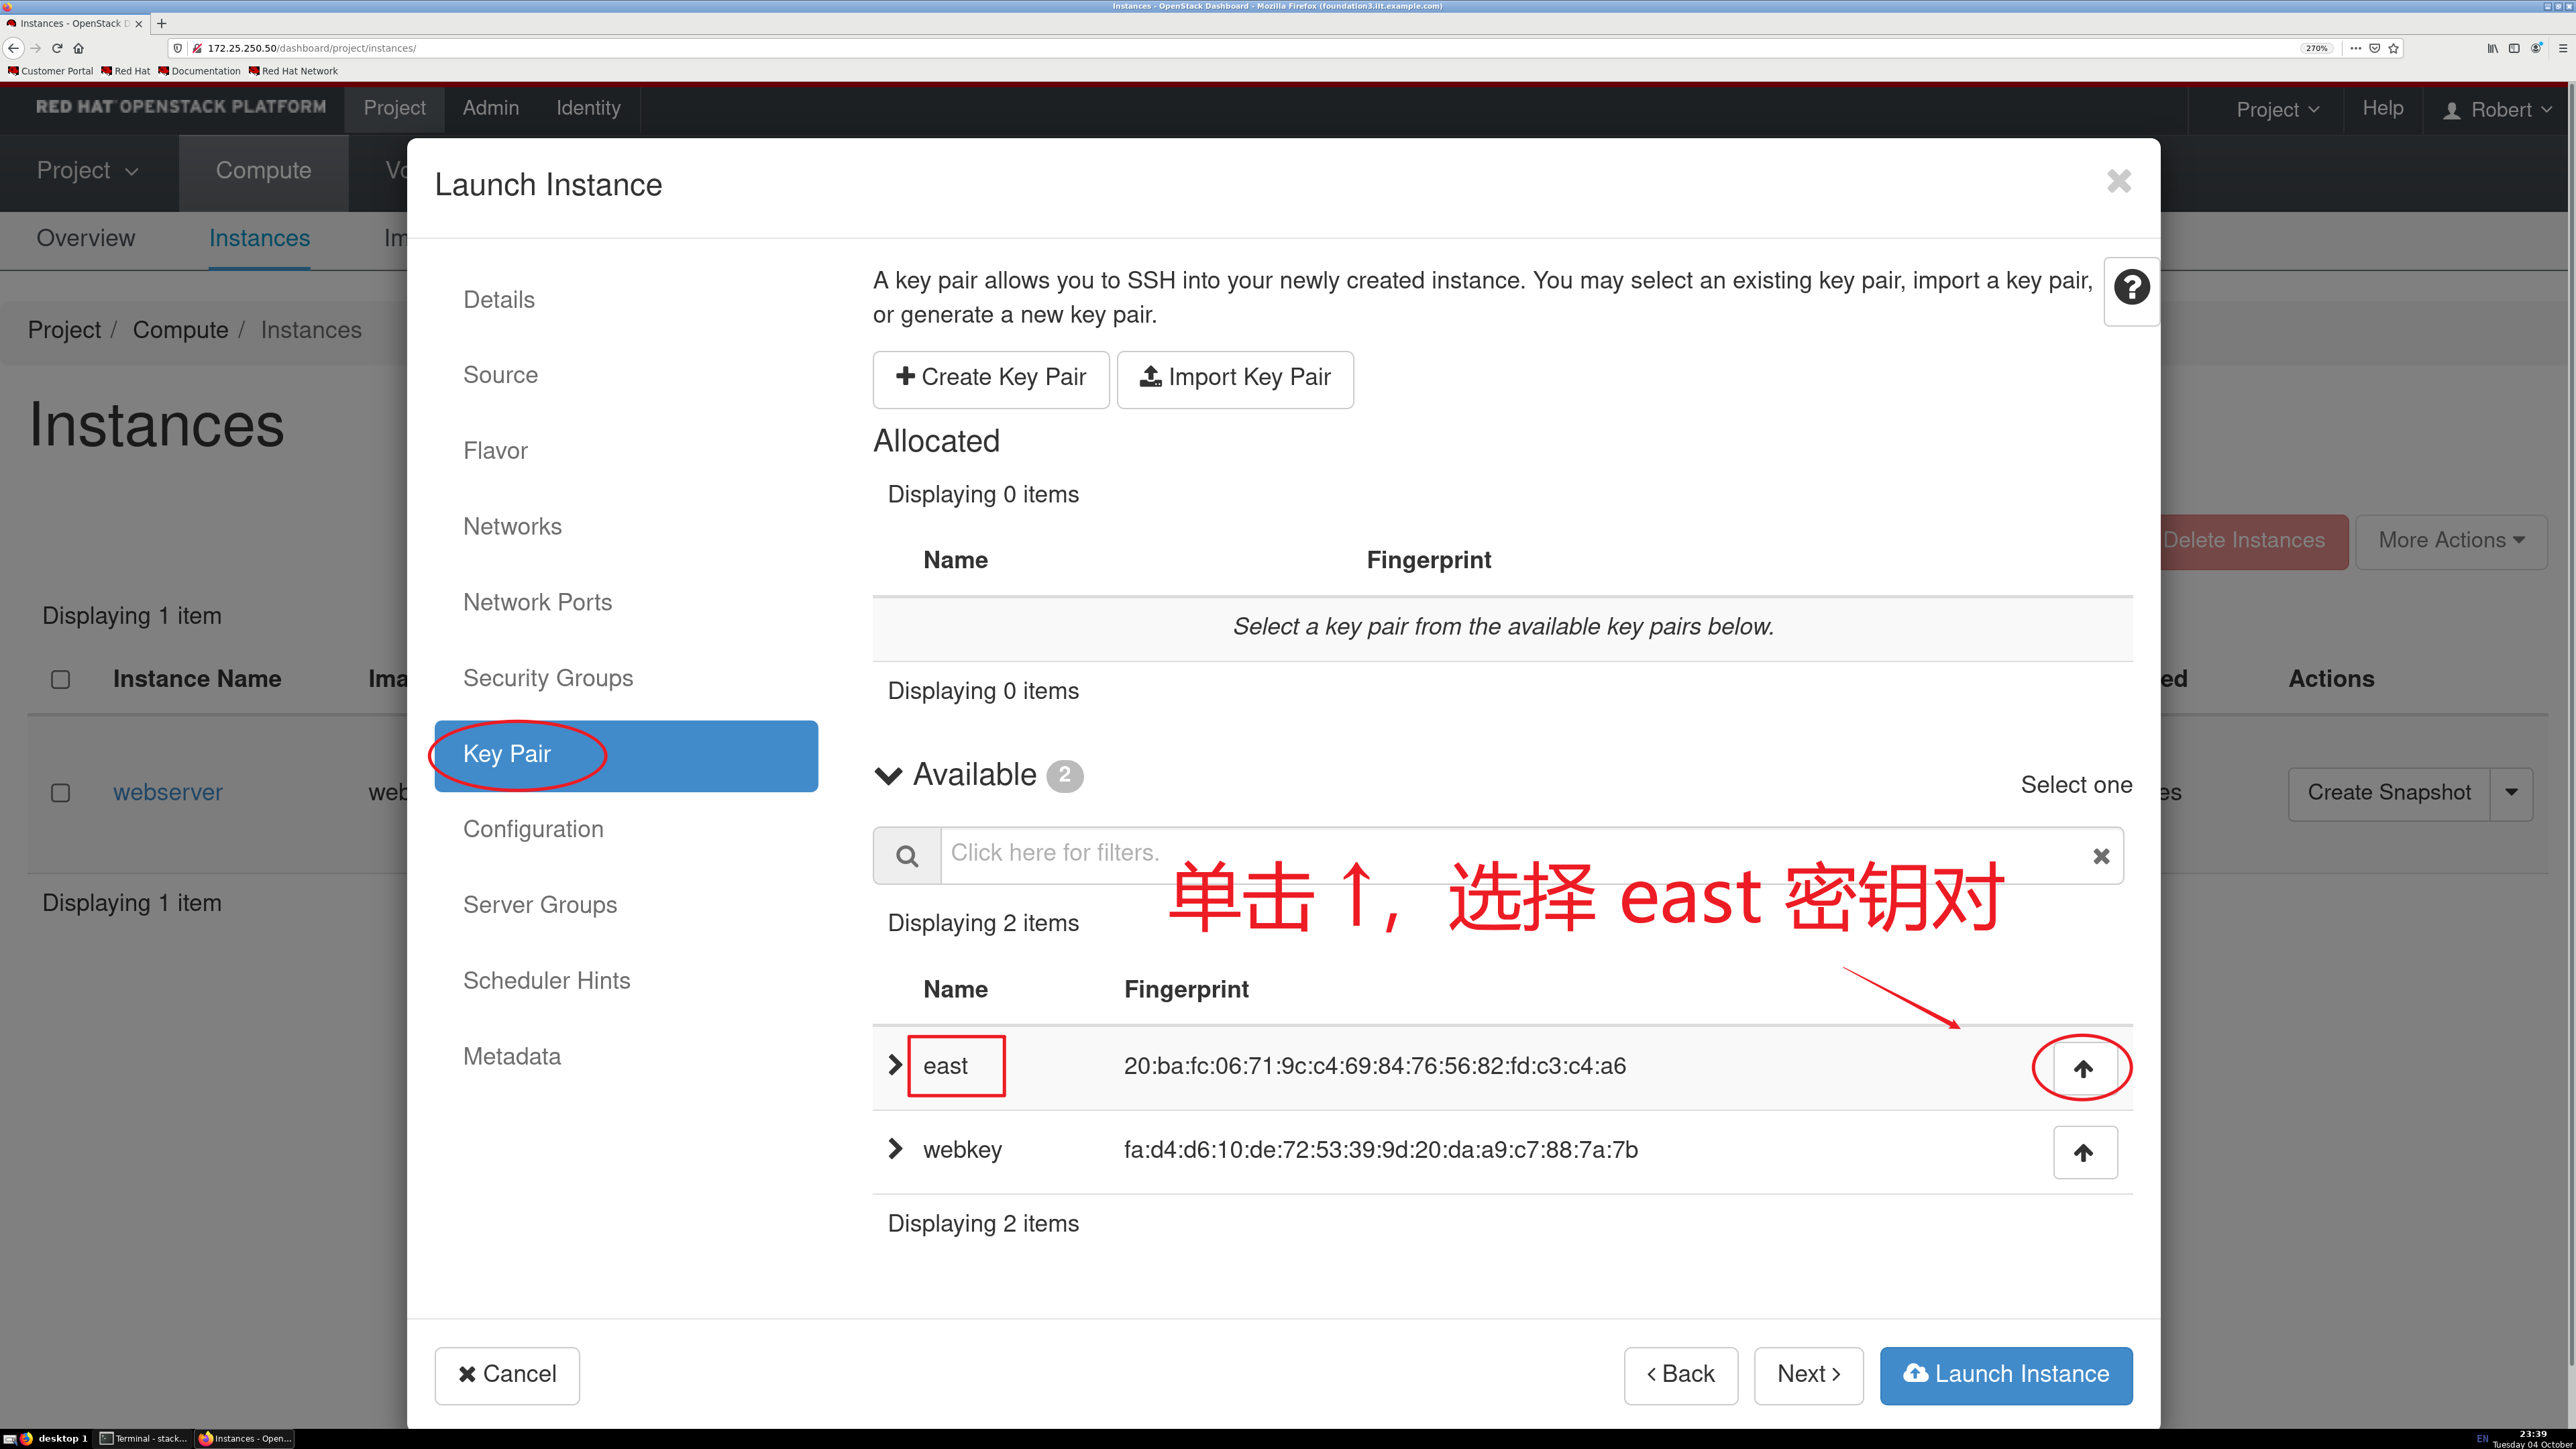 Instances - OpenStack Dashboard - Mozilla Firefox (foundation3.ilt.example.com)
Instances - OpenStack D
172.25.250.50/dashboard/project/instances/
270%
Customer Portal Red Hat Documentation Red Hat Network
RED HAT OPENSTACK PLATFORM Project Admin Identity Project Help Robert
Project Compute Vo
Launch Instance
Overview Instances Im
Project / Compute / Instances
Instances
Displaying 1 item
Delete Instances More Actions
Instance Name Ima ed Actions
webserver web es Create Snapshot
Displaying 1 item
Details
Source
Flavor
Networks
Network Ports
Security Groups
Key Pair
Configuration
Server Groups
Scheduler Hints
Metadata
A key pair allows you to SSH into your newly created instance. You may select an existing key pair, import a key pair,
or generate a new key pair.
Create Key Pair Import Key Pair
Allocated
Displaying 0 items
Name Fingerprint
Select a key pair from the available key pairs below.
Displaying 0 items
Available 2 Select one
Click here for filters.
单击↑, 选择 east 密钥对
Displaying 2 items
Name Fingerprint
east 20:ba:fc:06:71:9c:c4:69:84:76:56:82:fd:c3:c4:a6
webkey fa:d4:d6:10:de:72:53:39:9d:20:da:a9:c7:88:7a:7b
Displaying 2 items
Cancel < Back Next > Launch Instance
desktop 1 Terminal - stack... Instances - Open... EN 23:39
Tuesday 04 October